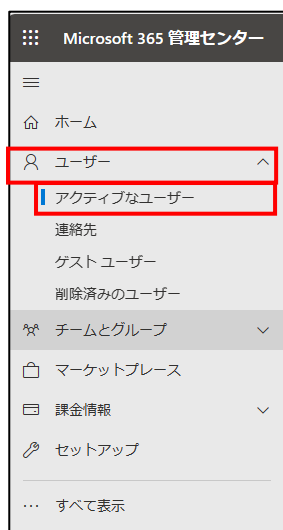 Microsoft 365 管理センター
ホーム
ユーザー
アクティブなユーザー
連絡先
ゲスト ユーザー
削除済みのユーザー
チームとグループ
マーケットプレース
課金情報
セットアップ
… すべて表示